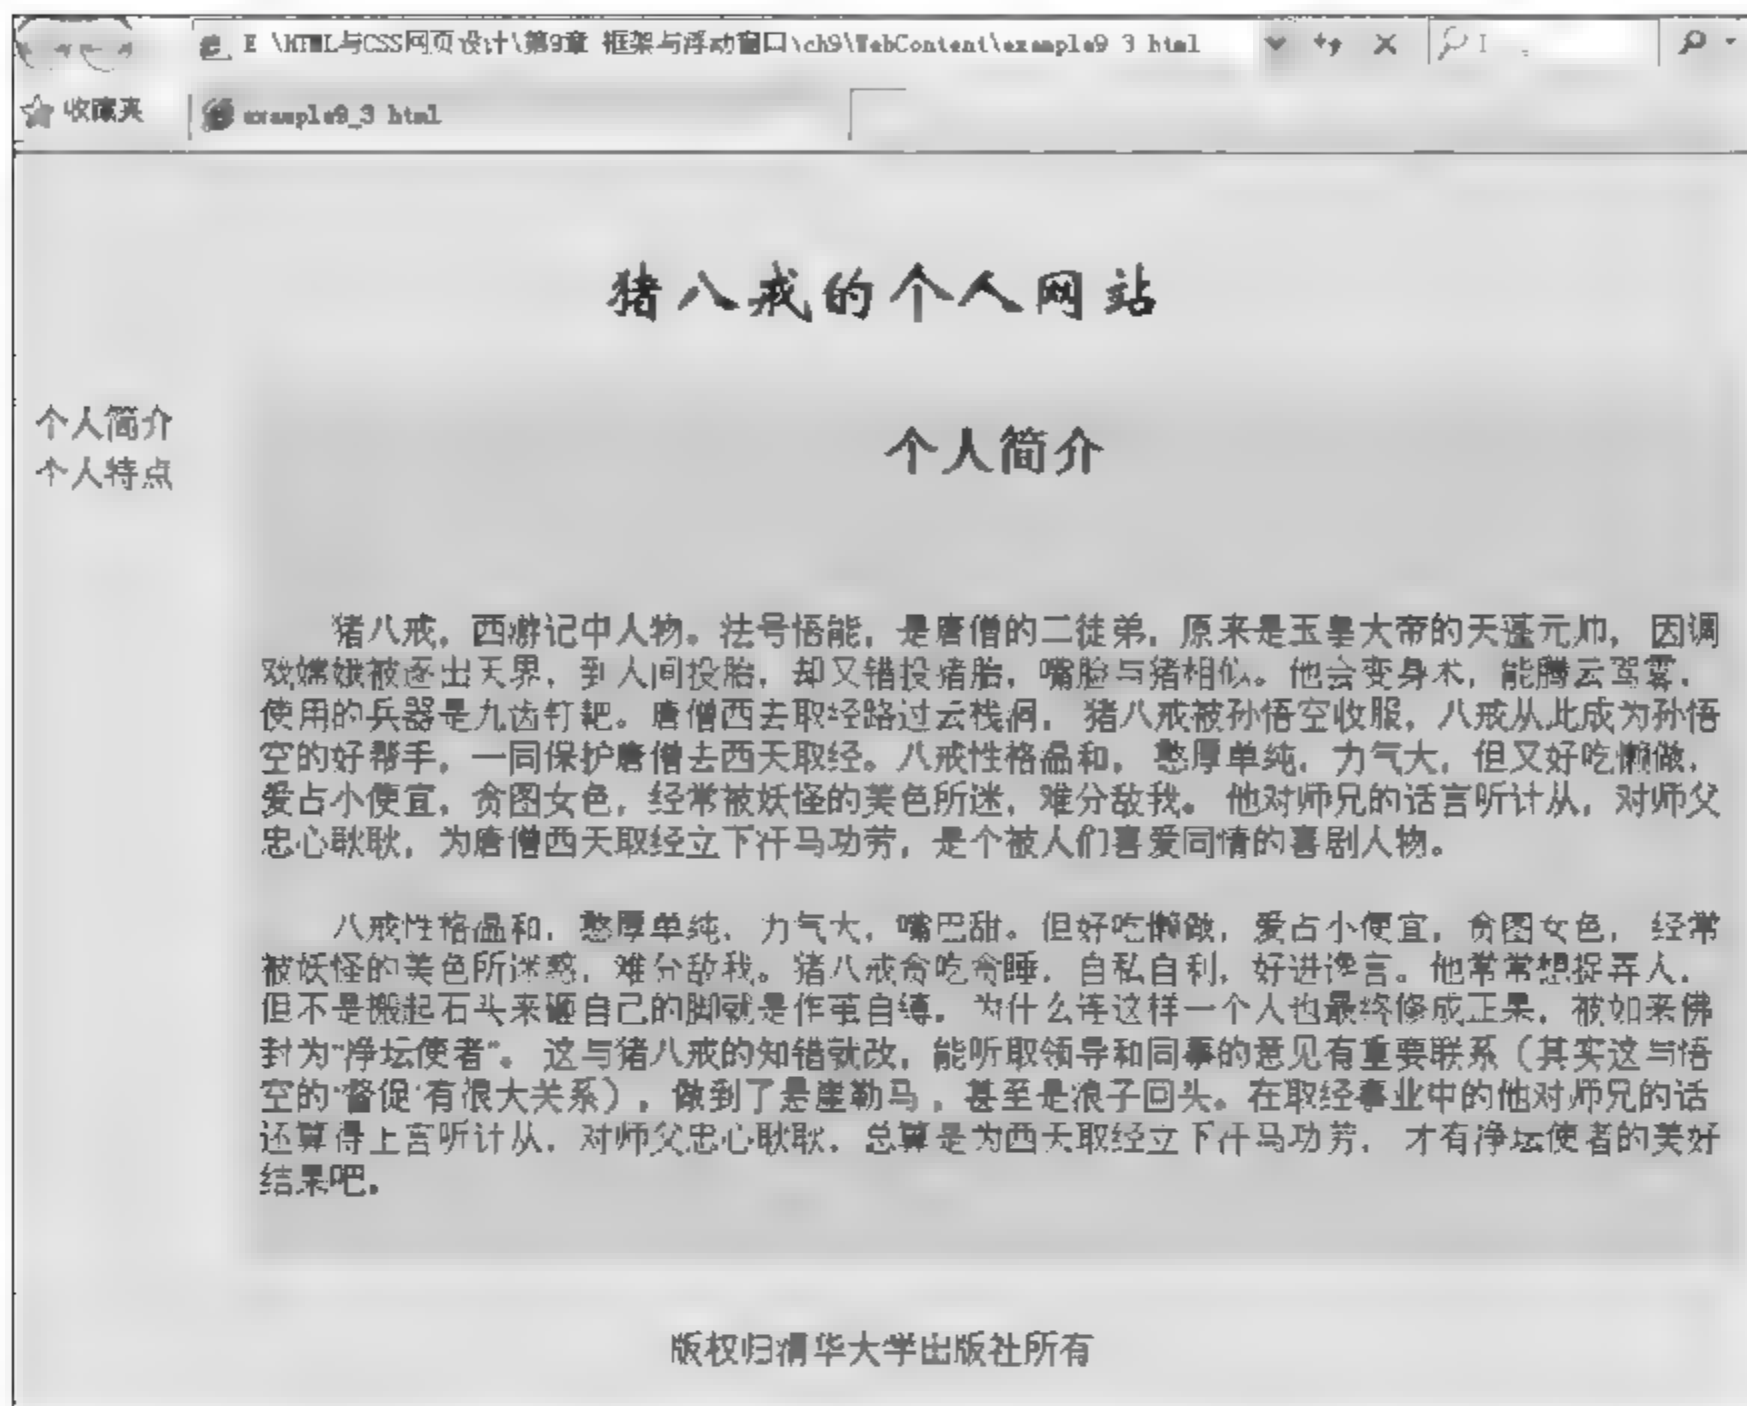 E \HTML与CSS网页设计\第9章 框架与浮动窗口\ch9\WebContent\example9 3 html
收藏夹
example9_3 html
猪八戒的个人网站
个人简介
个人特点
个人简介
猪八戒，西游记中人物。法号悟能，是唐僧的二徒弟，原来是玉皇大帝的天蓬元帅，因调
戏嫦娥被逐出天界，到人间投胎，却又错投猪胎，嘴脸与猪相似。他会变身术，能腾云驾雾，
使用的兵器是九齿钉耙。唐僧西去取经路过云栈洞，猪八戒被孙悟空收服，八戒从此成为孙悟
空的好帮手，一同保护唐僧去西天取经。八戒性格温和，憨厚单纯，力气大，但又好吃懒做，
爱占小便宜，贪图女色，经常被妖怪的美色所迷，难分敌我。他对师兄的话言听计从，对师父
忠心耿耿，为唐僧西天取经立下汗马功劳，是个被人们喜爱同情的喜剧人物。
八戒性格温和，憨厚单纯，力气大，嘴巴甜。但好吃懒做，爱占小便宜，贪图女色，经常
被妖怪的美色所迷惑，难分敌我。猪八戒贪吃贪睡，自私自利，好进谗言。他常常想捉弄人，
但不是搬起石头来砸自己的脚就是作茧自缚。为什么连这样一个人也最终修成正果，被如来佛
封为"净坛使者"。这与猪八戒的知错就改，能听取领导和同事的意见有重要联系（其实这与悟
空的'督促'有很大关系），做到了悬崖勒马，甚至是浪子回头。在取经事业中的他对师兄的话
还算得上言听计从，对师父忠心耿耿，总算是为西天取经立下汗马功劳，才有净坛使者的美好
结果吧。
版权归清华大学出版社所有